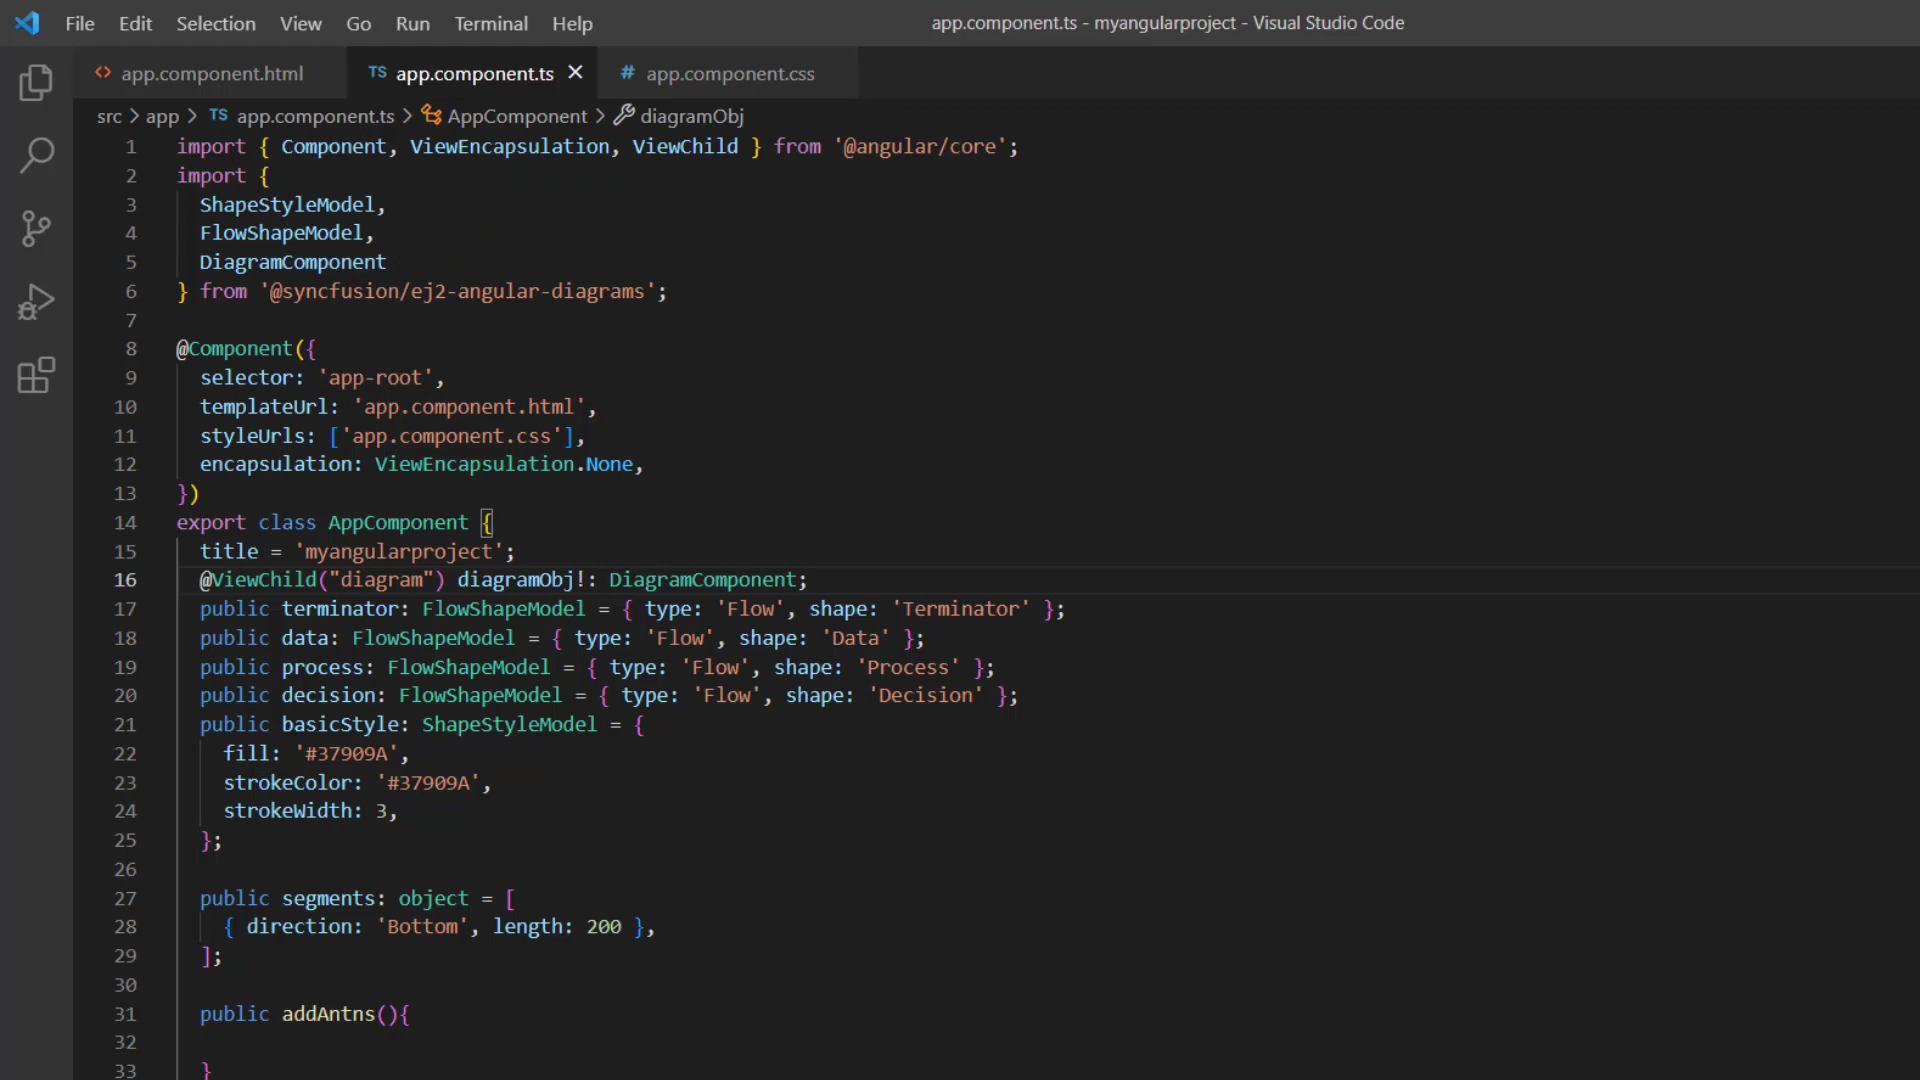 File Edit Selection View Go Run Terminal Help app.component.ts - myangularproject - Visual Studio Code
<> app.component.html TS app.component.ts × # app.component.css
src > app > TS app.component.ts > AppComponent > diagramObj
1 import { Component, ViewEncapsulation, ViewChild } from '@angular/core';
2 import {
3   ShapeStyleModel,
4   FlowShapeModel,
5   DiagramComponent
6 } from '@syncfusion/ej2-angular-diagrams';
7
8 @Component({
9   selector: 'app-root',
10   templateUrl: 'app.component.html',
11   styleUrls: ['app.component.css'],
12   encapsulation: ViewEncapsulation.None,
13 })
14 export class AppComponent {
15   title = 'myangularproject';
16   @ViewChild("diagram") diagramObj!: DiagramComponent;
17   public terminator: FlowShapeModel = { type: 'Flow', shape: 'Terminator' };
18   public data: FlowShapeModel = { type: 'Flow', shape: 'Data' };
19   public process: FlowShapeModel = { type: 'Flow', shape: 'Process' };
20   public decision: FlowShapeModel = { type: 'Flow', shape: 'Decision' };
21   public basicStyle: ShapeStyleModel = {
22     fill: '#37909A',
23     strokeColor: '#37909A',
24     strokeWidth: 3,
25   };
26
27   public segments: object = [
28     { direction: 'Bottom', length: 200 },
29   ];
30
31   public addAntns(){
32
33   }